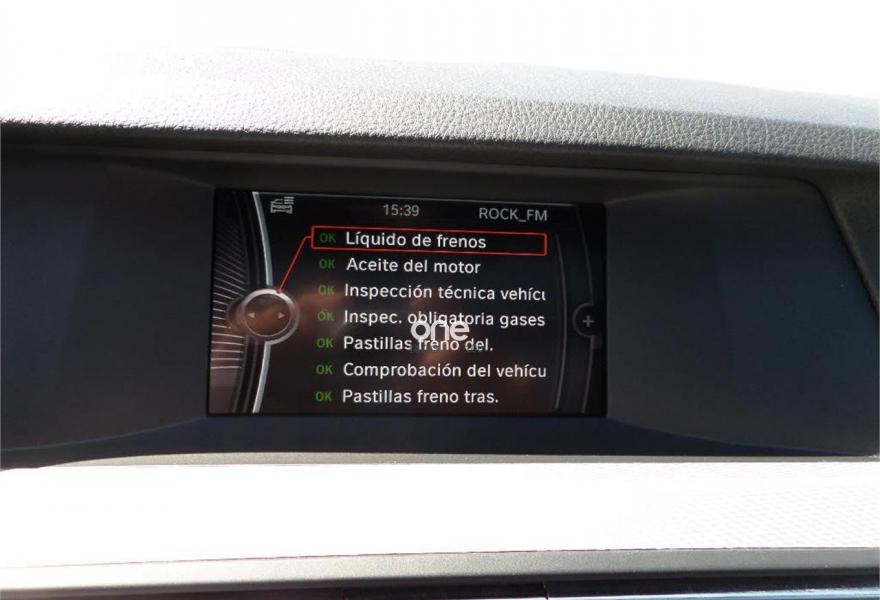 15:39 ROCK_FM
OK Líquido de frenos
OK Aceite del motor
OK Inspección técnica vehícu
OK Inspec. obligatoria gases
OK Pastillas freno del.
OK Comprobación del vehícu
OK Pastillas freno tras.
one